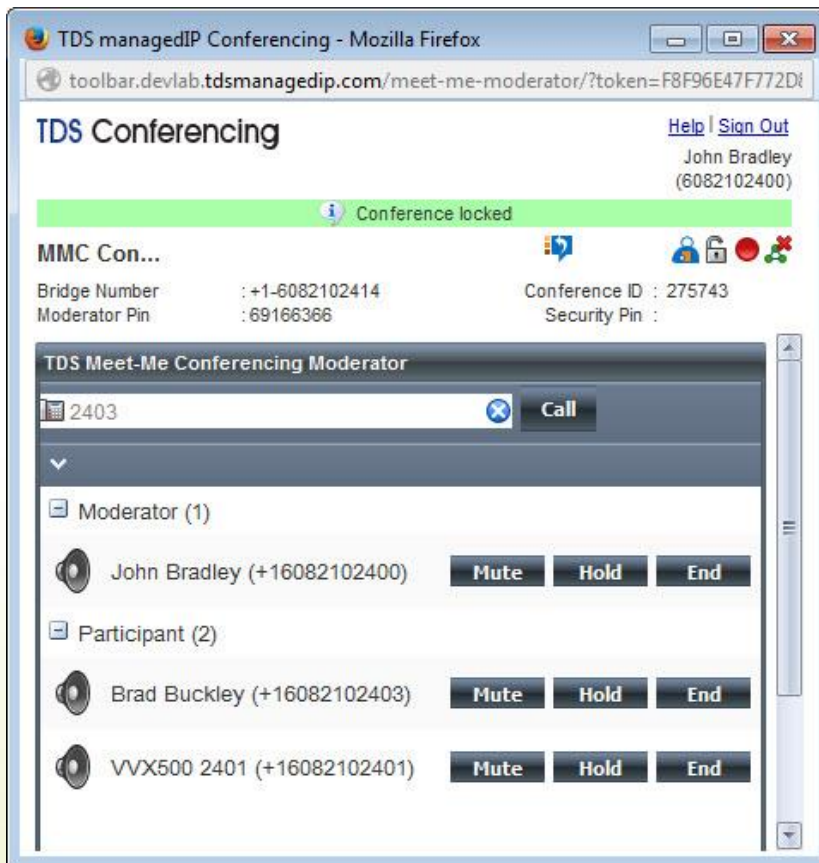 TDS managedIP Conferencing - Mozilla Firefox
toolbar.devlab.tdsmanagedip.com/meet-me-moderator/?token=F8F96E47F772D8
TDS Conferencing
Help | Sign Out
John Bradley
(6082102400)
Conference locked
MMC Con...
Bridge Number : +1-6082102414 Conference ID : 275743
Moderator Pin : 69166366 Security Pin :
TDS Meet-Me Conferencing Moderator
2403 Call
Moderator (1)
John Bradley (+16082102400) Mute Hold End
Participant (2)
Brad Buckley (+16082102403) Mute Hold End
VVX500 2401 (+16082102401) Mute Hold End